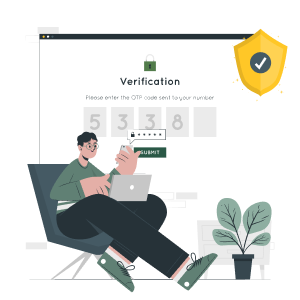 Verification
Please enter the OTP code sent to your number
5 3 3 8
******
SUBMIT